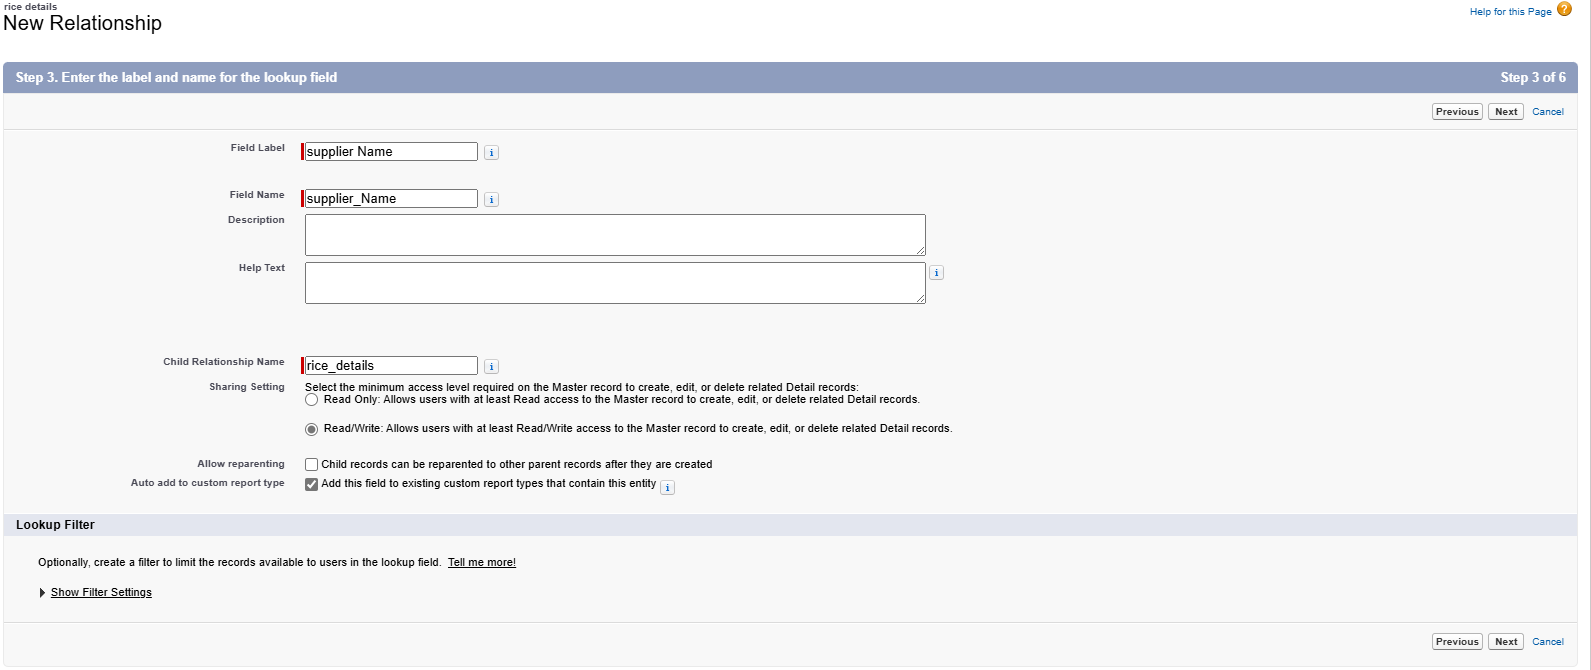 rice details
New Relationship
Help for this Page ?
Step 3. Enter the label and name for the lookup field
Step 3 of 6
Previous Next Cancel
Field Label supplier Name i
Field Name supplier_Name i
Description
Help Text i
Child Relationship Name rice_details i
Sharing Setting Select the minimum access level required on the Master record to create, edit, or delete related Detail records:
Read Only: Allows users with at least Read access to the Master record to create, edit, or delete related Detail records.
Read/Write: Allows users with at least Read/Write access to the Master record to create, edit, or delete related Detail records.
Allow reparenting Child records can be reparented to other parent records after they are created
Auto add to custom report type Add this field to existing custom report types that contain this entity i
Lookup Filter
Optionally, create a filter to limit the records available to users in the lookup field. Tell me more!
Show Filter Settings
Previous Next Cancel